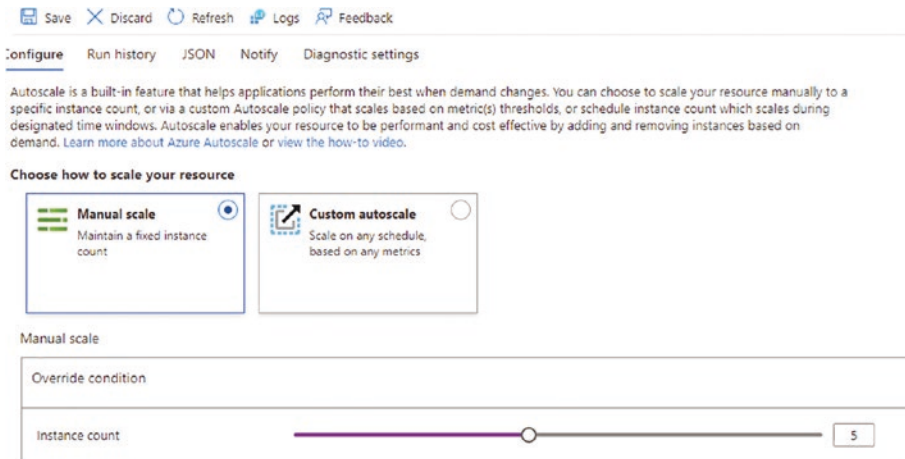 Save Discard Refresh Logs Feedback
Configure Run history JSON Notify Diagnostic settings
Autoscale is a built-in feature that helps applications perform their best when demand changes. You can choose to scale your resource manually to a
specific instance count, or via a custom Autoscale policy that scales based on metric(s) thresholds, or schedule instance count which scales during
designated time windows. Autoscale enables your resource to be performant and cost effective by adding and removing instances based on
demand. Learn more about Azure Autoscale or view the how-to video.
Choose how to scale your resource
Manual scale
Maintain a fixed instance
count
Custom autoscale
Scale on any schedule,
based on any metrics
Manual scale
Override condition
Instance count 5